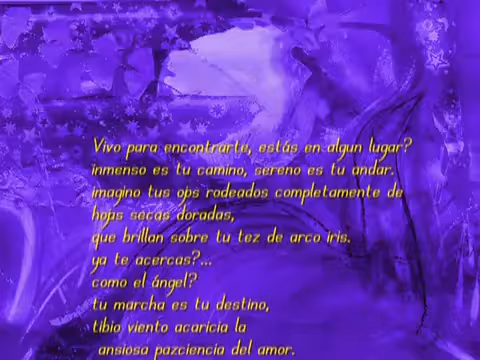 Vivo para encontrarte, estás en algun lugar?
inmenso es tu camino, sereno es tu andar.
imagino tus ojos rodeados completamente de
hojas secas doradas,
que brillan sobre tu tez de arco iris.
ya te acercas?...
como el ángel?
tu marcha es tu destino,
tibio viento acaricia la
ansiosa pazciencia del amor.